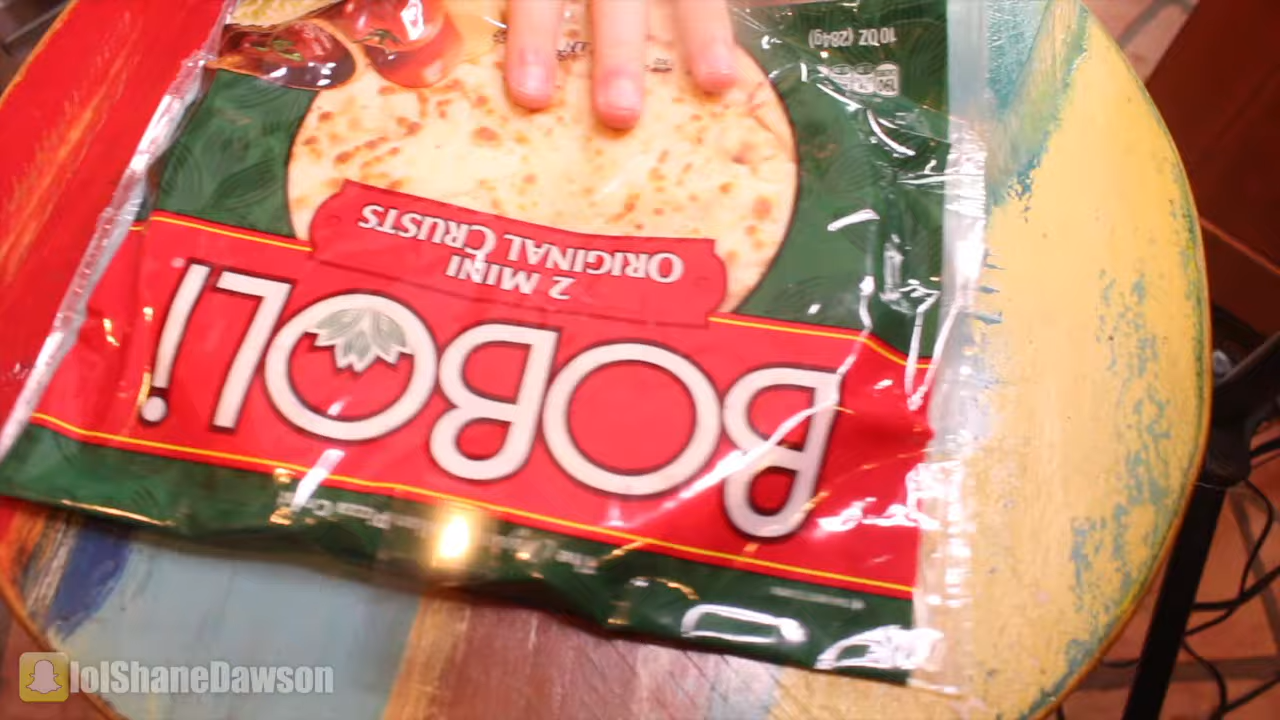 BOBOLI
2 MINI
ORIGINAL CRUSTS
10 OZ (284g)
lolShaneDawson